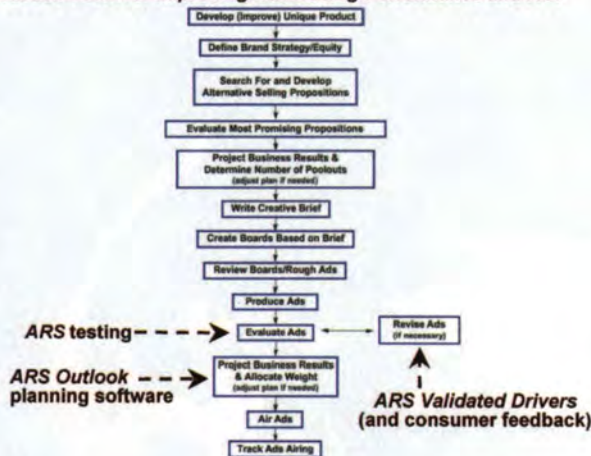 Develop (Improve) Unique Product
Define Brand Strategy/Equity
Search For and Develop
Alternative Selling Propositions
Evaluate Most Promising Propositions
Project Business Results &
Determine Number of Poolouts
(adjust plan if needed)
Write Creative Brief
Create Boards Based on Brief
Review Boards/Rough Ads
Produce Ads
ARS testing
Evaluate Ads
Revise Ads
(if necessary)
ARS Outlook
planning software
Project Business Results
& Allocate Weight
(adjust plan if needed)
ARS Validated Drivers
(and consumer feedback)
Air Ads
Track Ads Airing